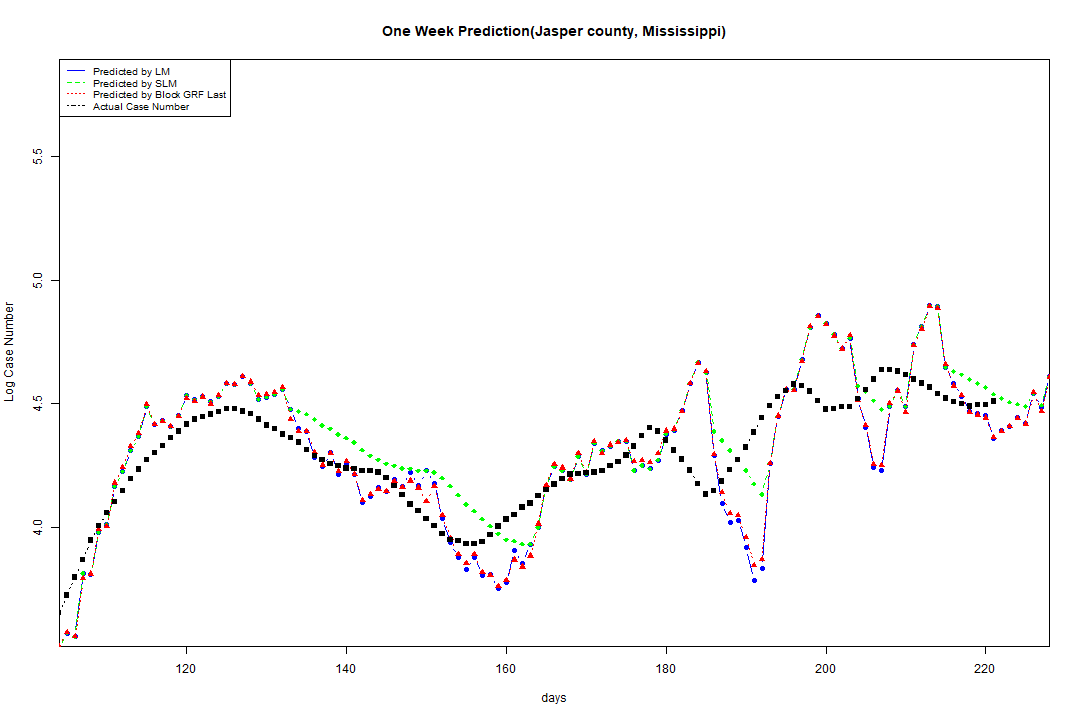 One Week Prediction(Jasper county, Mississippi)
Predicted by LM
Predicted by SLM
Predicted by Block GRF Last
Actual Case Number
5.5
5.0
4.5
4.0
Log Case Number
120 140 160 180 200 220
days